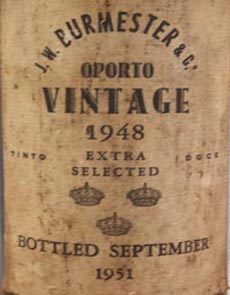 J. W. BURMESTER & Cº
OPORTO
VINTAGE
1948
TINTO EXTRA DOCE
SELECTED
BOTTLED SEPTEMBER
1951